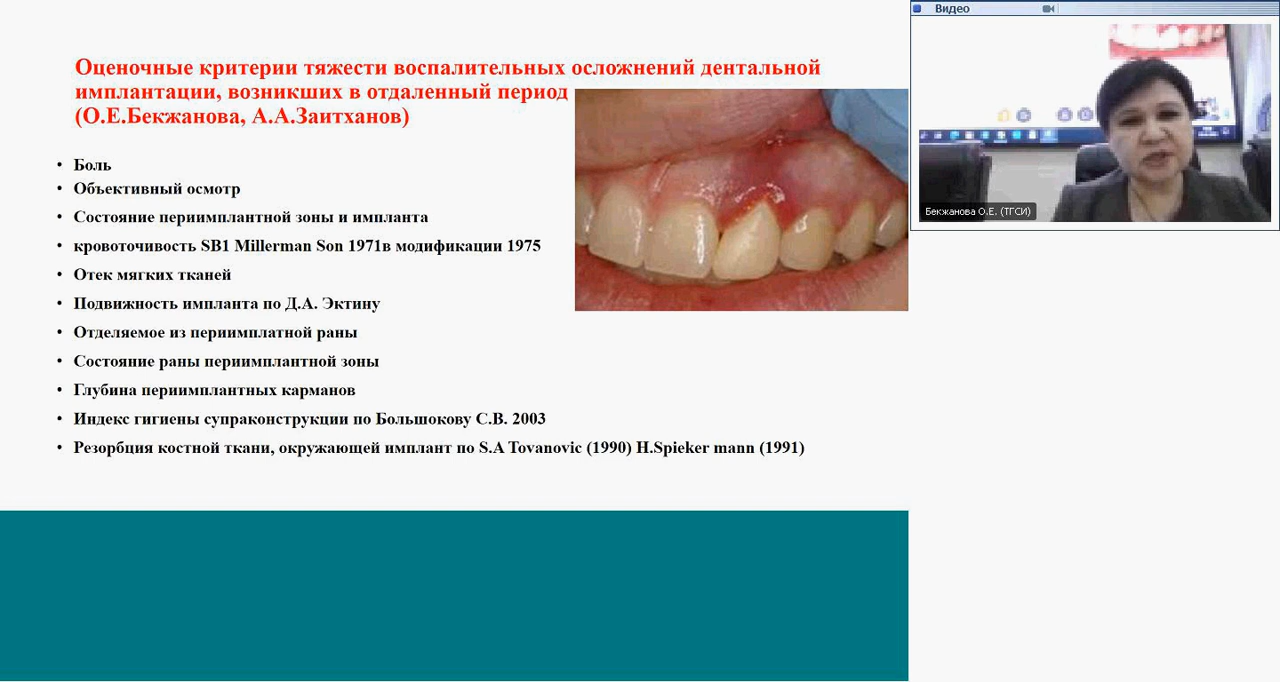 Оценочные критерии тяжести воспалительных осложнений дентальной
имплантации, возникших в отдаленный период
(О.Е.Бекжанова, А.А.Заитханов)
• Боль
• Объективный осмотр
• Состояние периимплантной зоны и импланта
• кровоточивость SB1 Millerman Son 1971в модификации 1975
• Отек мягких тканей
• Подвижность импланта по Д.А. Эктину
• Отделяемое из периимплатной раны
• Состояние раны периимплантной зоны
• Глубина периимплантных карманов
• Индекс гигиены супраконструкции по Большокову С.В. 2003
• Резорбция костной ткани, окружающей имплант по S.A Tovanovic (1990) H.Spieker mann (1991)
Видео
Бекжанова О.Е. (ТГСИ)